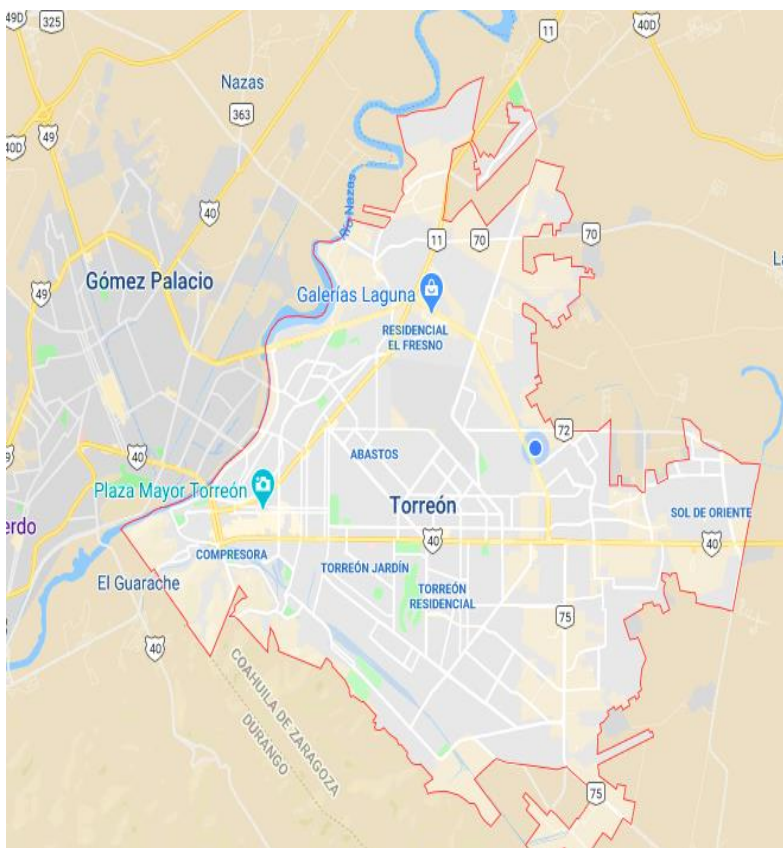 49D
325
11
40D
Nazas
363
49
40D
40
Río Nazas
11
70
70
La
Gómez Palacio
49
Galerías Laguna
RESIDENCIAL
EL FRESNO
72
ABASTOS
40
9
Plaza Mayor Torreón
Torreón
SOL DE ORIENTE
erdo
40
40
COMPRESORA
TORREÓN JARDÍN
El Guarache
TORREÓN
RESIDENCIAL
75
40
COAHUILA DE ZARAGOZA
DURANGO
75